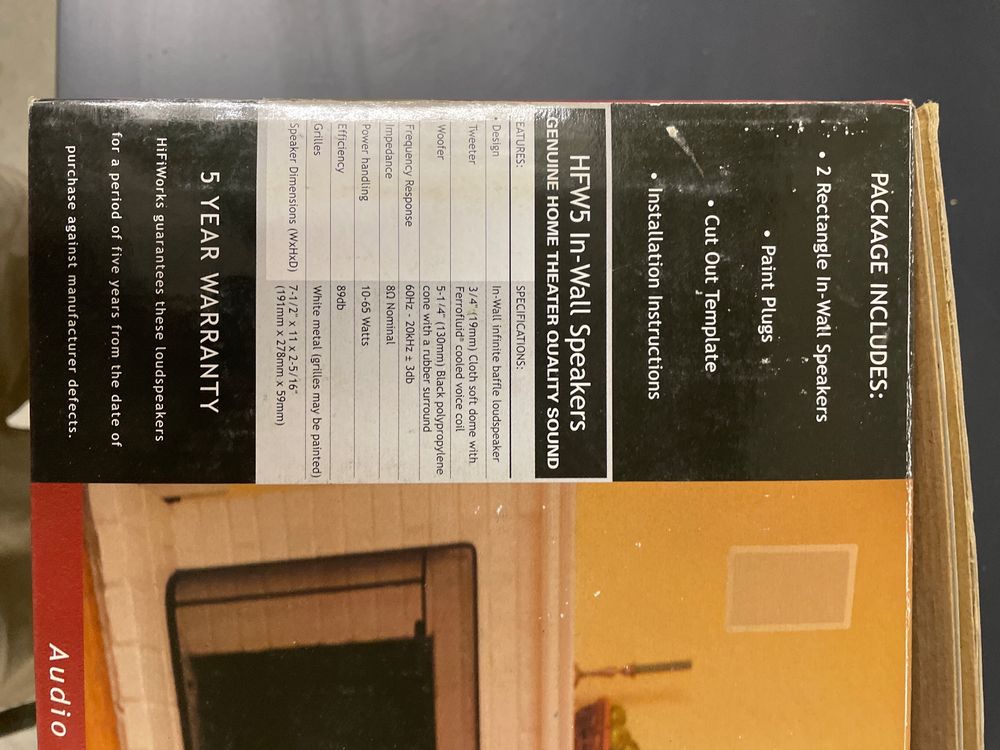 PACKAGE INCLUDES:
• 2 Rectangle In-Wall Speakers
• Paint Plugs
• Cut Out Template
• Installation Instructions
HFW5 In-Wall Speakers
GENUINE HOME THEATER QUALITY SOUND
EATURES: SPECIFICATIONS:
• Design In-Wall infinite baffle loudspeaker
Tweeter 3/4" (19mm) Cloth soft dome with
Ferrofluid® cooled voice coil
Woofer 5-1/4" (130mm) Black polypropylene
cone with a rubber surround
Frequency Response 60Hz - 20kHz ± 3db
Impedance 8Ω Nominal
Power handling 10-65 Watts
Efficiency 89db
Grilles White metal (grilles may be painted)
Speaker Dimensions (WxHxD) 7-1/2" x 11 x 2-5/16"
(191mm x 278mm x 59mm)
5 YEAR WARRANTY
HiFiWorks guarantees these loudspeakers
for a period of five years from the date of
purchase against manufacturer defects.
Audio